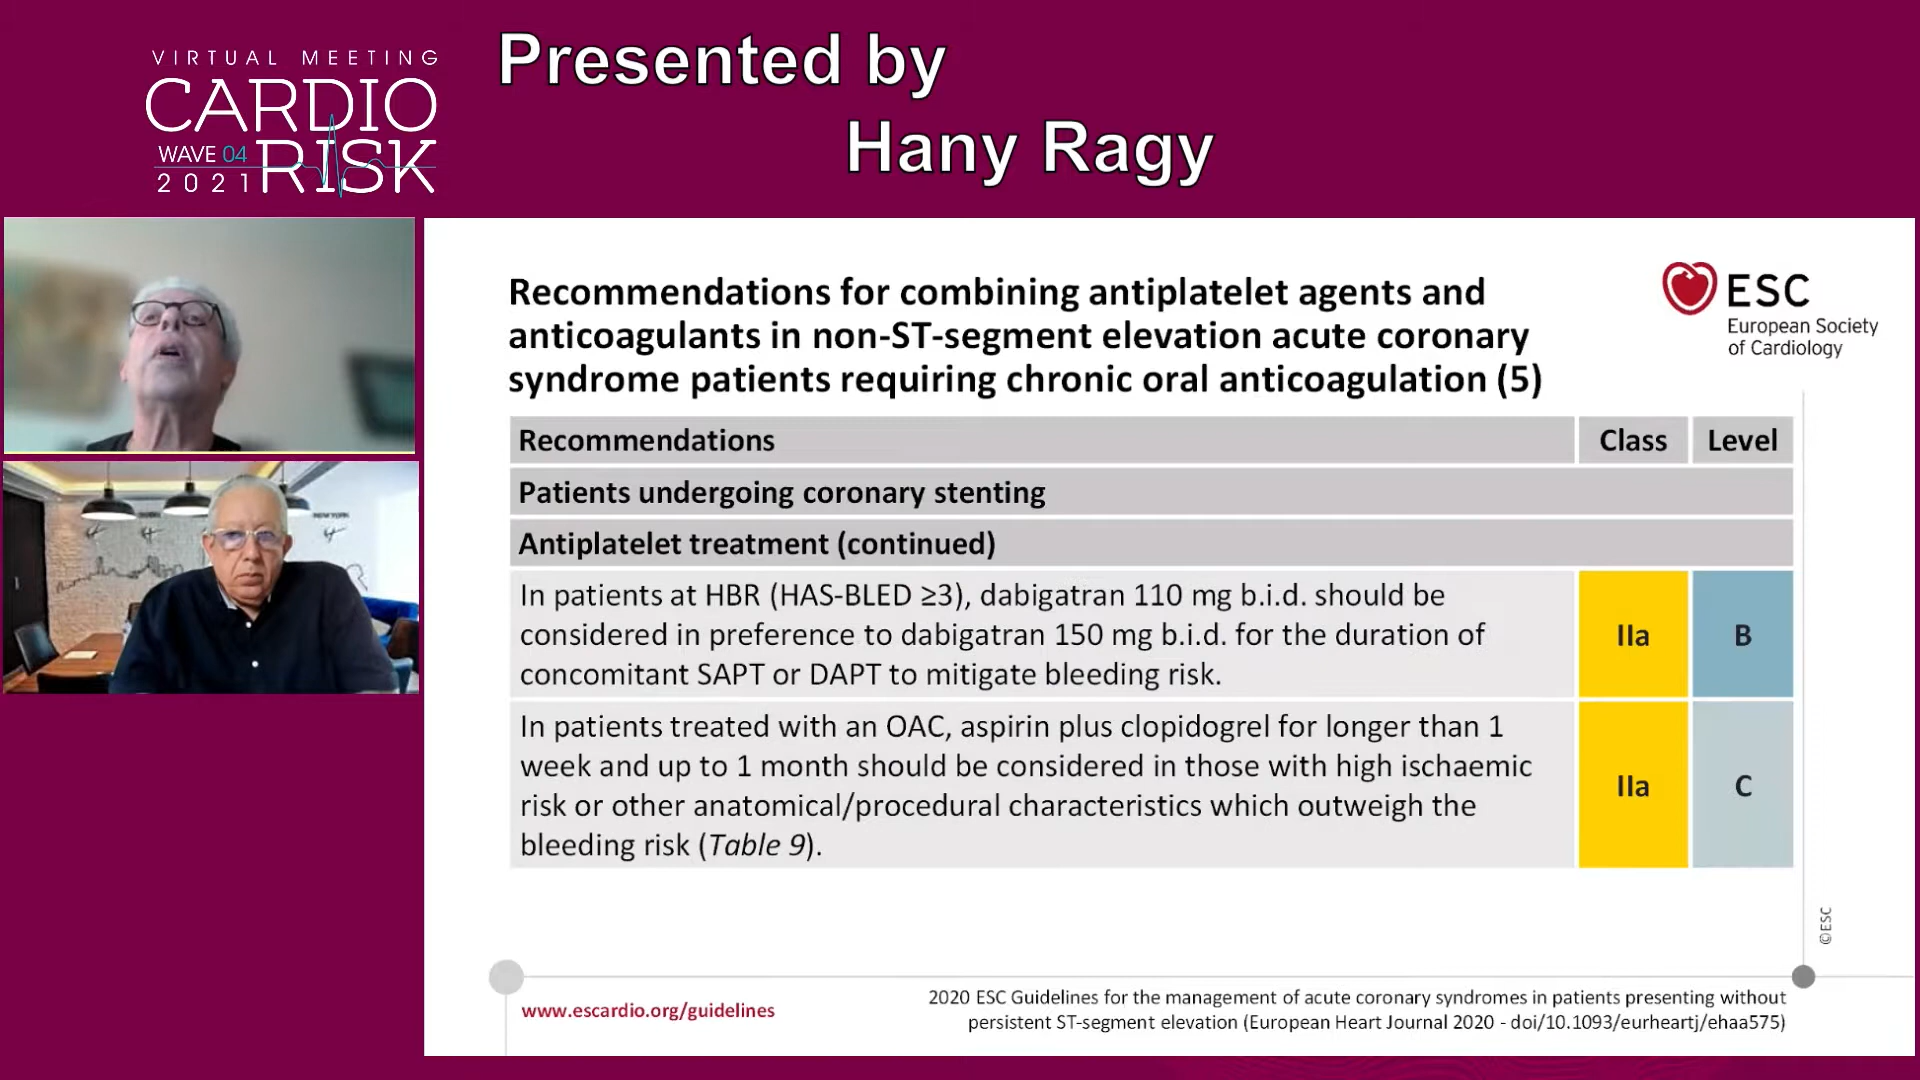 VIRTUAL MEETING
CARDIO
WAVE 04
RISK
2021
Presented by
Hany Ragy
NEW YORK
Recommendations for combining antiplatelet agents and
anticoagulants in non-ST-segment elevation acute coronary
syndrome patients requiring chronic oral anticoagulation (5)
ESC
European Society
of Cardiology
Recommendations Class Level
Patients undergoing coronary stenting
Antiplatelet treatment (continued)
In patients at HBR (HAS-BLED ≥3), dabigatran 110 mg b.i.d. should be
considered in preference to dabigatran 150 mg b.i.d. for the duration of
concomitant SAPT or DAPT to mitigate bleeding risk.
IIa B
In patients treated with an OAC, aspirin plus clopidogrel for longer than 1
week and up to 1 month should be considered in those with high ischaemic
risk or other anatomical/procedural characteristics which outweigh the
bleeding risk (Table 9).
IIa C
©ESC
www.escardio.org/guidelines
2020 ESC Guidelines for the management of acute coronary syndromes in patients presenting without
persistent ST-segment elevation (European Heart Journal 2020 - doi/10.1093/eurheartj/ehaa575)